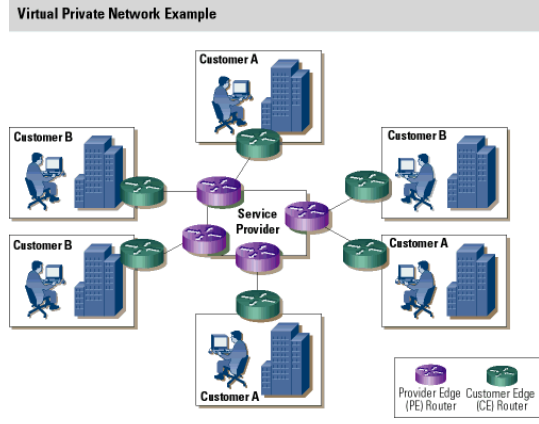 Virtual Private Network Example
Customer A
Customer B
Customer B
Service
Provider
Customer B
Customer A
Customer A
Provider Edge
(PE) Router
Customer Edge
(CE) Router